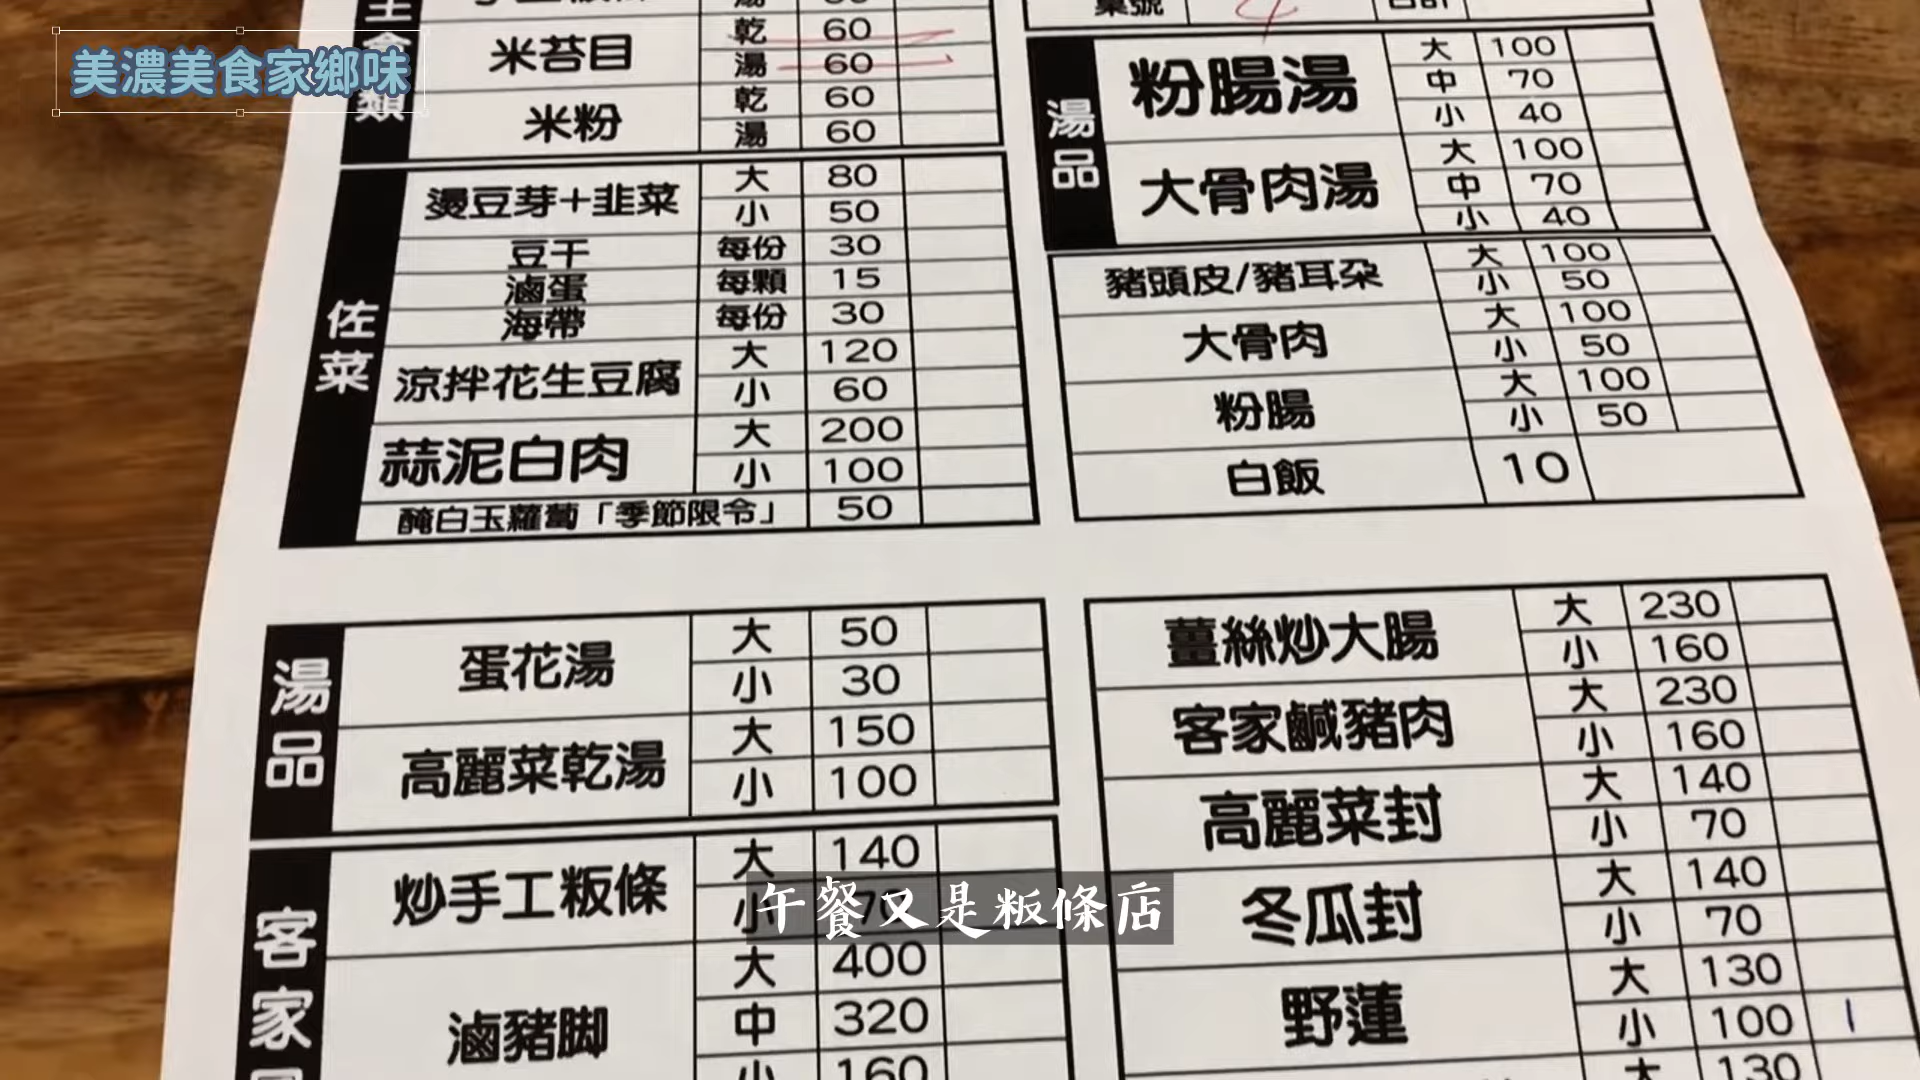 美濃美食家鄉味
米苔目 乾 60
湯 60
米粉 乾 60
湯 60
佐菜
燙豆芽+韭菜 大 80
小 50
豆干 每份 30
滷蛋 每顆 15
海帶 每份 30
涼拌花生豆腐 大 120
小 60
蒜泥白肉 大 200
小 100
醃白玉蘿蔔「季節限令」 50
湯品
粉腸湯 大 100
中 70
小 40
大骨肉湯 大 100
中 70
小 40
豬頭皮/豬耳朵 大 100
小 50
大骨肉 大 100
小 50
粉腸 大 100
小 50
白飯 10
湯品
蛋花湯 大 50
小 30
高麗菜乾湯 大 150
小 100
客家
炒手工粄條 大 140
小 70
滷豬腳 大 400
中 320
小 160
薑絲炒大腸 大 230
小 160
客家鹹豬肉 大 230
小 160
高麗菜封 大 140
小 70
冬瓜封 大 140
小 70
野蓮 大 130
小 100
大 130
午餐又是粄條店